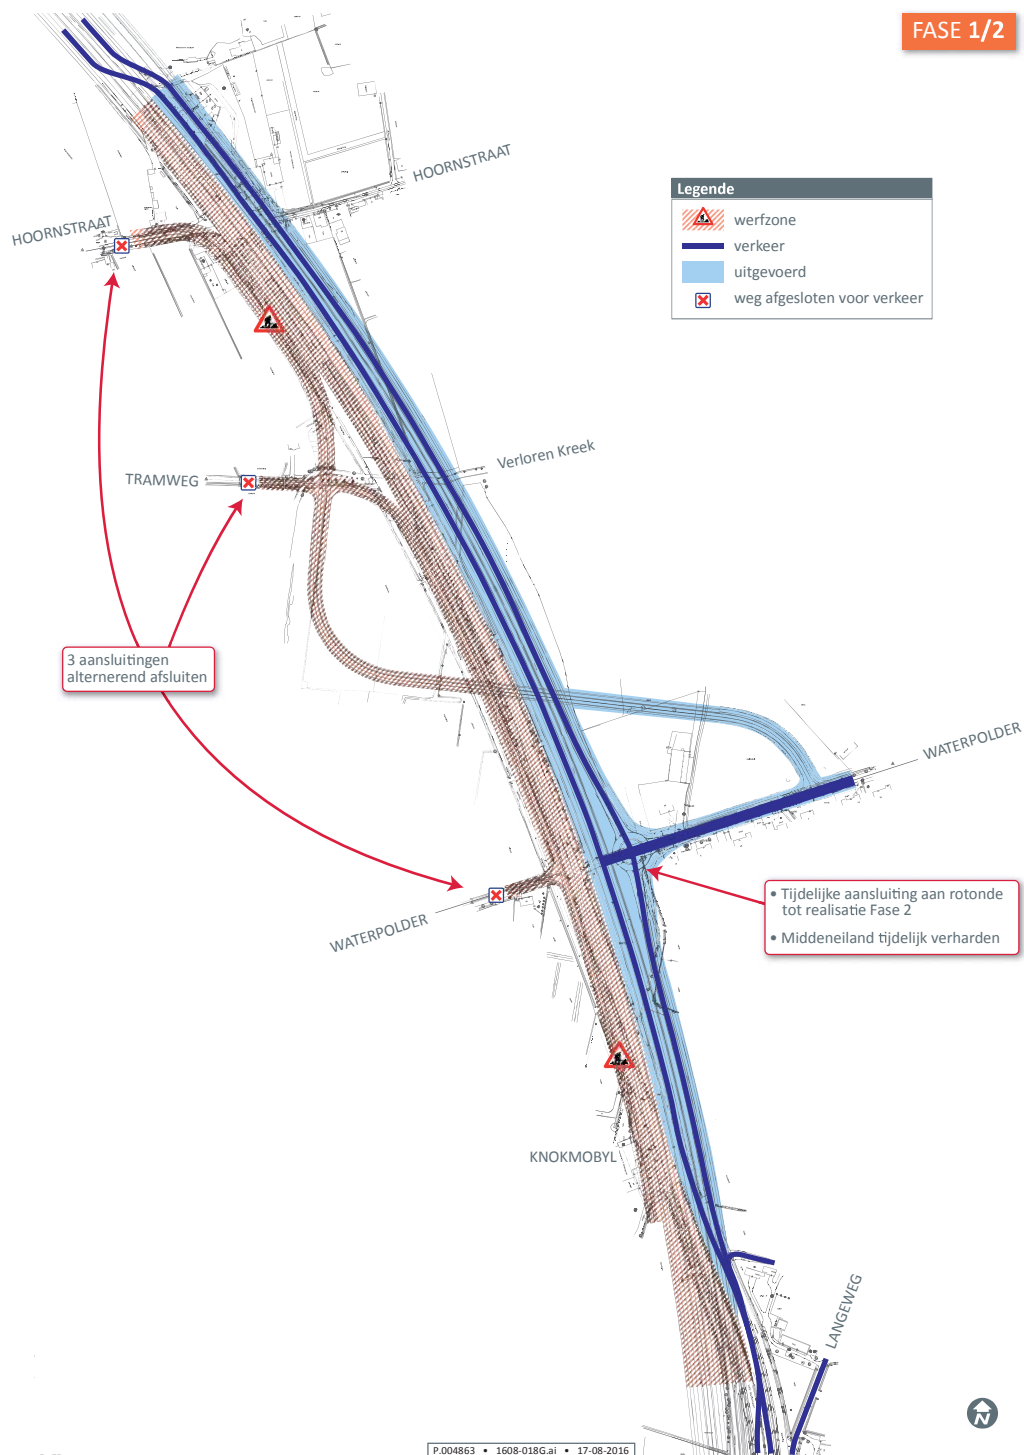 FASE 1/2
HOORNSTRAAT
HOORNSTRAAT
Legende
werfzone
verkeer
uitgevoerd
weg afgesloten voor verkeer
Verloren Kreek
TRAMWEG
3 aansluitingen
alternerend afsluiten
WATERPOLDER
WATERPOLDER
• Tijdelijke aansluiting aan rotonde
tot realisatie Fase 2
• Middeneiland tijdelijk verharden
KNOKMOBYL
LANGEWEG
N
P.004863 • 1608-018G.ai • 17-08-2016